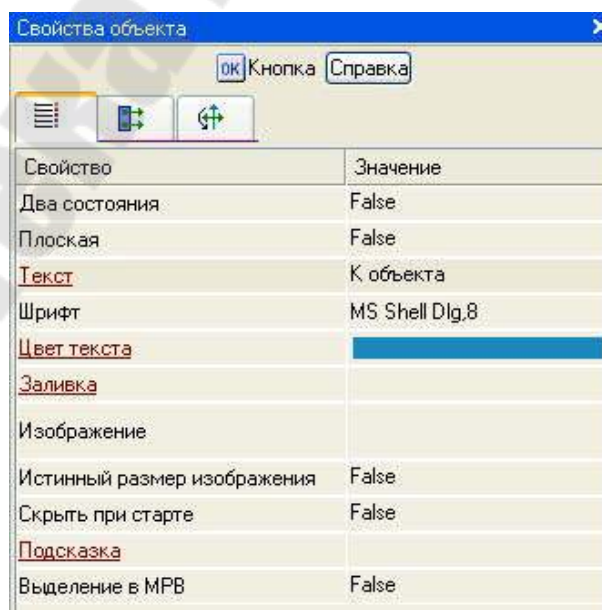 Свойства объекта
ок Кнопка Справка
Свойство Значение
Два состояния False
Плоская False
Текст К объекта
Шрифт MS Shell Dlg,8
Цвет текста
Заливка
Изображение
Истинный размер изображения False
Скрыть при старте False
Подсказка
Выделение в МРВ False